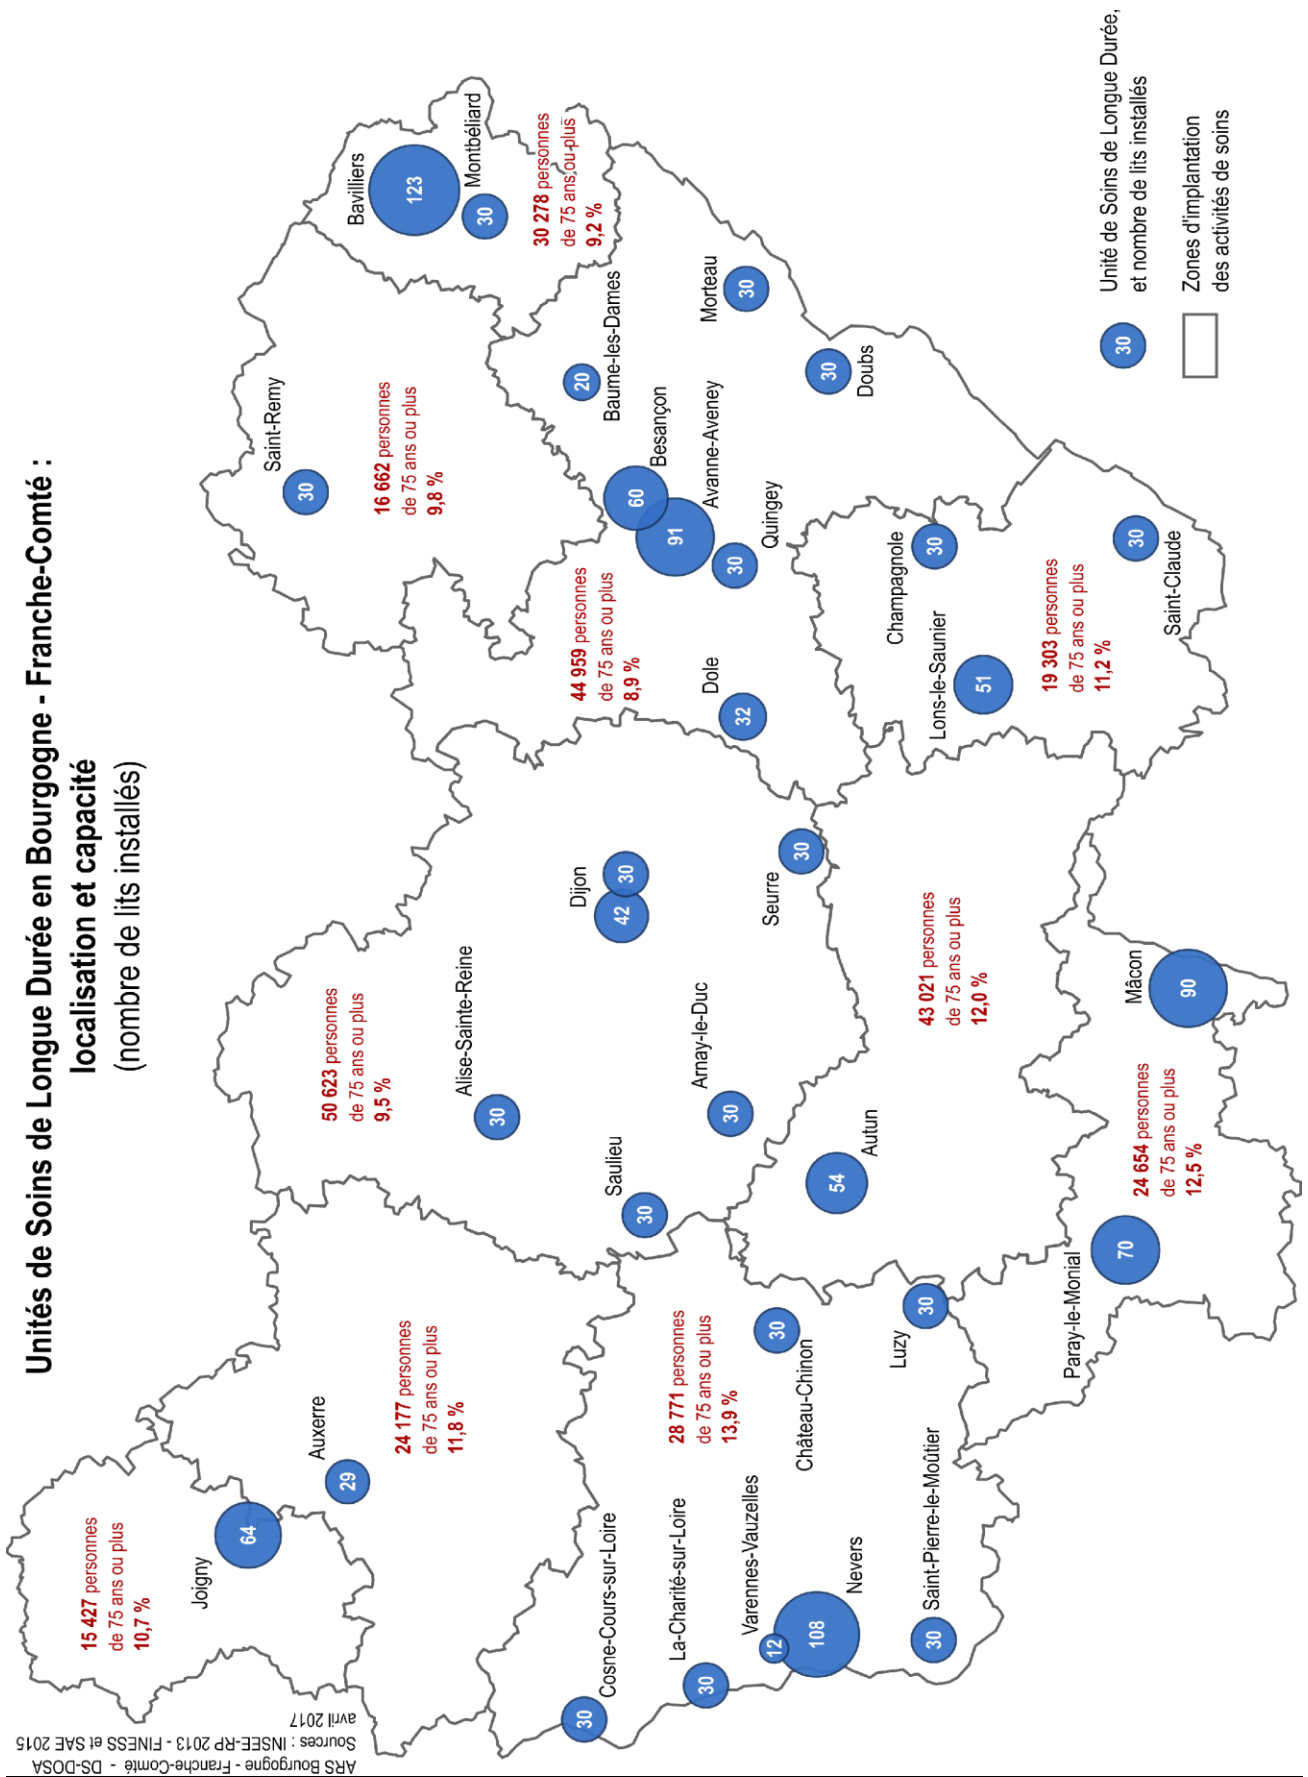 Unités de Soins de Longue Durée en Bourgogne - Franche-Comté :
localisation et capacité
(nombre de lits installés)
15 427 personnes
de 75 ans ou plus
10,7 %
Joigny
64
Auxerre
29
24 177 personnes
de 75 ans ou plus
11,8 %
50 623 personnes
de 75 ans ou plus
9,5 %
Alise-Sainte-Reine
30
Saulieu
30
Arnay-le-Duc
30
Dijon
42
30
Seurre
30
Saint-Remy
30
16 662 personnes
de 75 ans ou plus
9,8 %
Bavilliers
123
Montbéliard
30
30 278 personnes
de 75 ans ou plus
9,2 %
44 959 personnes
de 75 ans ou plus
8,9 %
Baume-les-Dames
20
Besançon
60
Avanne-Aveney
91
Quingey
30
Dole
32
Morteau
30
Doubs
30
Cosne-Cours-sur-Loire
30
La-Charité-sur-Loire
30
Varennes-Vauzelles
12
Nevers
108
Saint-Pierre-le-Moûtier
30
28 771 personnes
de 75 ans ou plus
13,9 %
Château-Chinon
30
Luzy
30
Autun
54
43 021 personnes
de 75 ans ou plus
12,0 %
Champagnole
30
Lons-le-Saunier
51
19 303 personnes
de 75 ans ou plus
11,2 %
Saint-Claude
30
Paray-le-Monial
70
24 654 personnes
de 75 ans ou plus
12,5 %
Mâcon
90
30
Unité de Soins de Longue Durée,
et nombre de lits installés
Zones d'implantation
des activités de soins
ARS Bourgogne - Franche-Comté - DS-DOSA
Sources : INSEE-RP 2013 - FINESS et SAE 2015
avril 2017